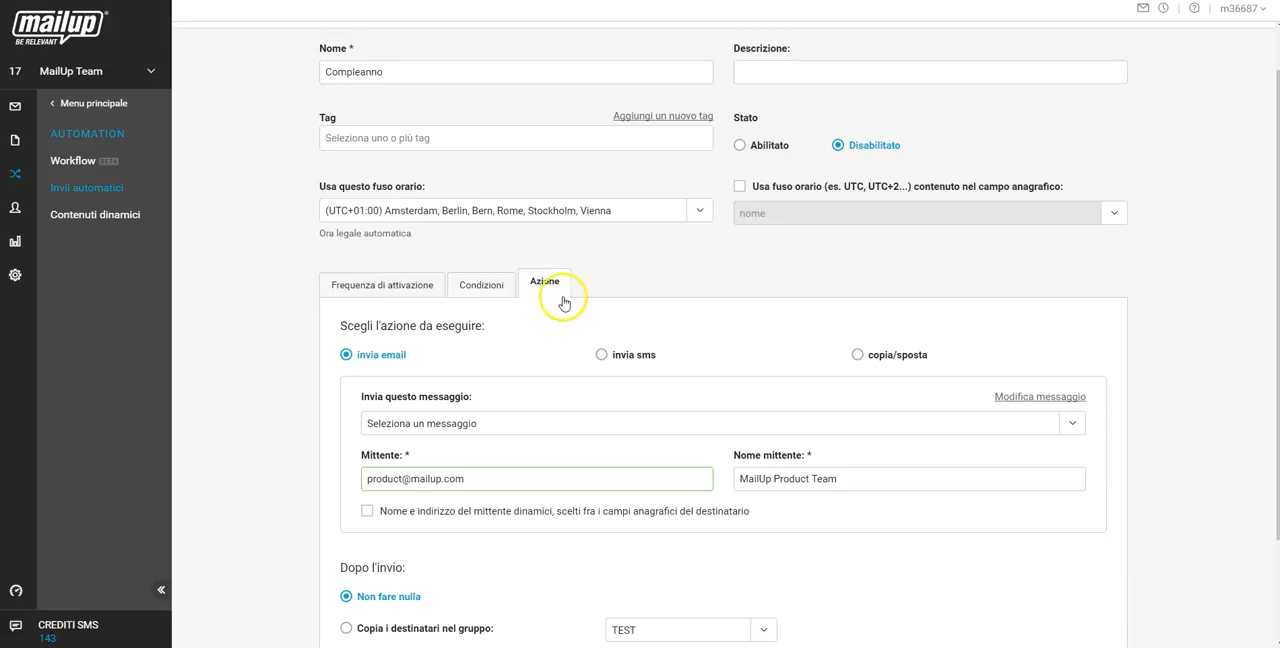 mailup
BE RELEVANT
m36687
17 MailUp Team
Menu principale
AUTOMATION
Workflow BETA
Invii automatici
Contenuti dinamici
CREDITI SMS
143
Nome *
Descrizione:
Compleanno
Tag
Aggiungi un nuovo tag
Stato
Seleziona uno o più tag
Abilitato
Disabilitato
Usa questo fuso orario:
Usa fuso orario (es. UTC, UTC+2...) contenuto nel campo anagrafico:
(UTC+01:00) Amsterdam, Berlin, Bern, Rome, Stockholm, Vienna
nome
Ora legale automatica
Frequenza di attivazione
Condizioni
Azione
Scegli l'azione da eseguire:
invia email
invia sms
copia/sposta
Invia questo messaggio:
Modifica messaggio
Seleziona un messaggio
Mittente: *
Nome mittente: *
product@mailup.com
MailUp Product Team
Nome e indirizzo del mittente dinamici, scelti fra i campi anagrafici del destinatario
Dopo l'invio:
Non fare nulla
Copia i destinatari nel gruppo:
TEST